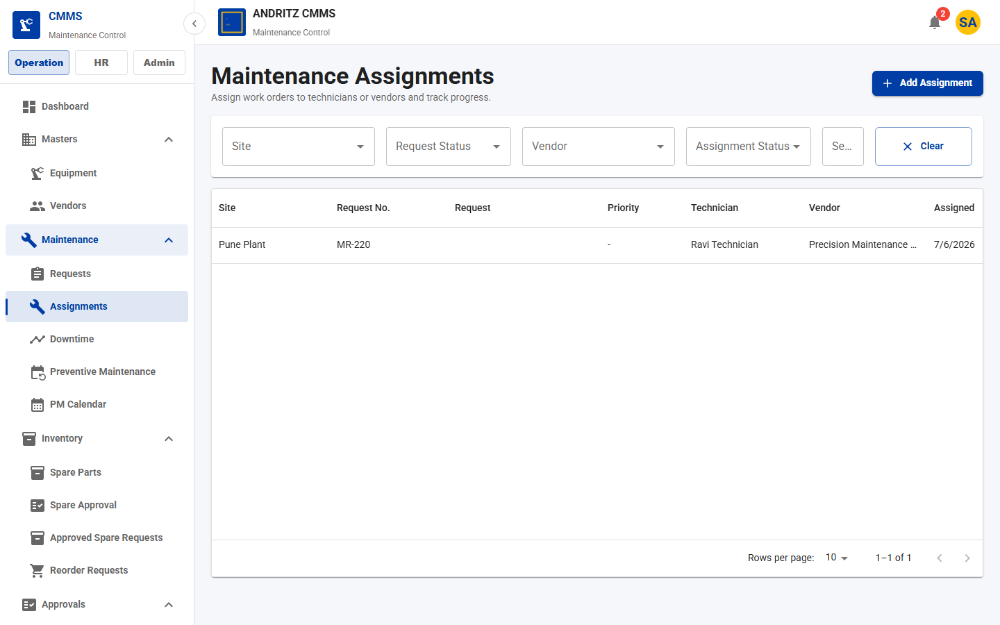 CMMS
Maintenance Control
Operation
HR
Admin
Dashboard
Masters
Equipment
Vendors
Maintenance
Requests
Assignments
Downtime
Preventive Maintenance
PM Calendar
Inventory
Spare Parts
Spare Approval
Approved Spare Requests
Reorder Requests
Approvals
ANDRITZ CMMS
Maintenance Control
2
SA
Maintenance Assignments
Assign work orders to technicians or vendors and track progress.
Add Assignment
Site
Request Status
Vendor
Assignment Status
Se...
Clear
Site Request No. Request Priority Technician Vendor Assigned
Pune Plant MR-220 - Ravi Technician Precision Maintenance ... 7/6/2026
Rows per page: 10 1–1 of 1